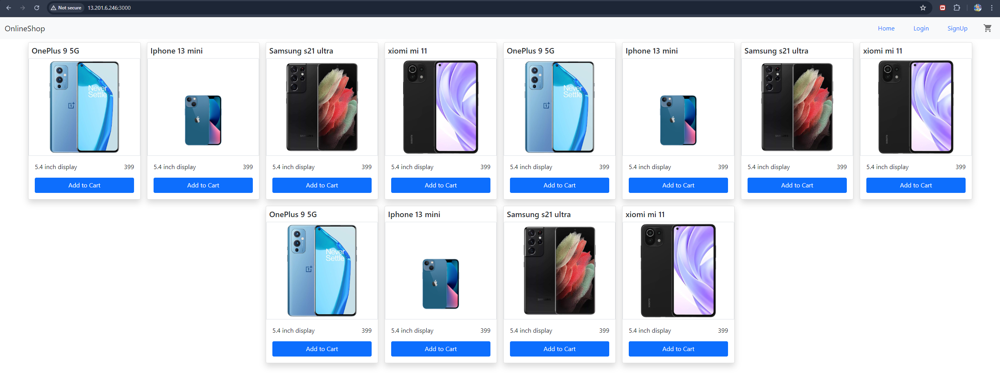 Not secure 13.201.6.246:3000
OnlineShop Home Login SignUp
OnePlus 9 5G Iphone 13 mini Samsung s21 ultra xiomi mi 11 OnePlus 9 5G Iphone 13 mini Samsung s21 ultra xiomi mi 11
Never Never
Settle Settle
SAMSUNG SAMSUNG
XIAOMI XIAOMI
5.4 inch display 399 5.4 inch display 399 5.4 inch display 399 5.4 inch display 399 5.4 inch display 399 5.4 inch display 399 5.4 inch display 399 5.4 inch display 399
Add to Cart Add to Cart Add to Cart Add to Cart Add to Cart Add to Cart Add to Cart Add to Cart
OnePlus 9 5G Iphone 13 mini Samsung s21 ultra xiomi mi 11
Never
Settle
SAMSUNG
XIAOMI
5.4 inch display 399 5.4 inch display 399 5.4 inch display 399 5.4 inch display 399
Add to Cart Add to Cart Add to Cart Add to Cart